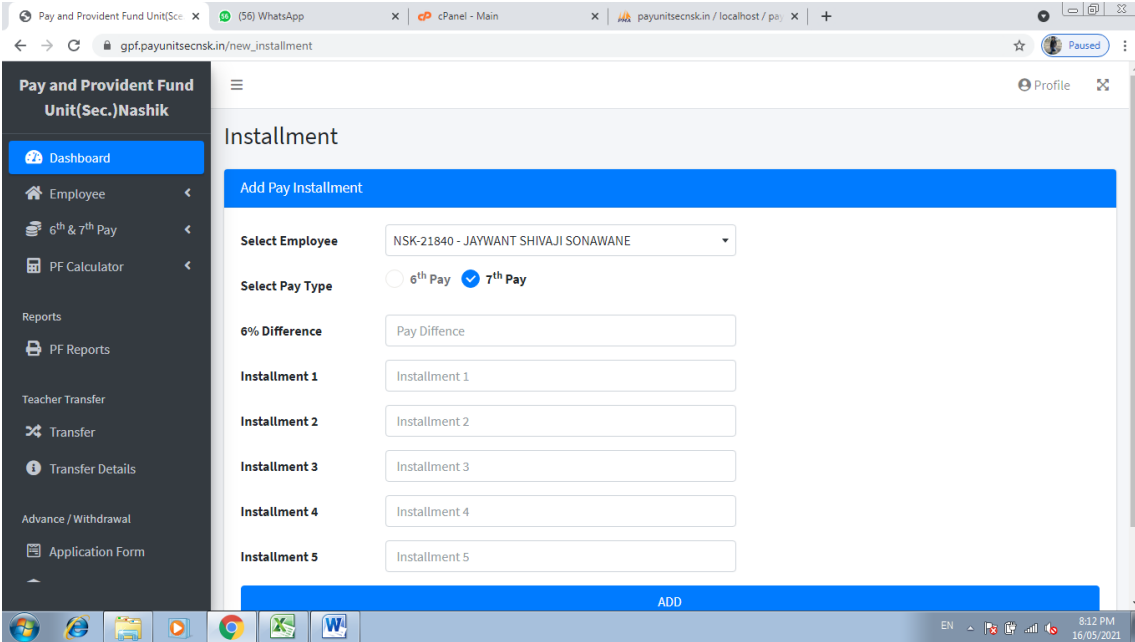 Pay and Provident Fund Unit(Sec
(56) WhatsApp
cPanel - Main
payunitsecnsk.in / localhost / pay
gpf.payunitsecnsk.in/new_installment
Paused
Pay and Provident Fund
Unit(Sec.)Nashik
Profile
Installment
Dashboard
Employee
6th & 7th Pay
PF Calculator
Reports
PF Reports
Teacher Transfer
Transfer
Transfer Details
Advance / Withdrawal
Application Form
Add Pay Installment
Select Employee NSK-21840 - JAYWANT SHIVAJI SONAWANE
Select Pay Type 6th Pay 7th Pay
6% Difference Pay Diffence
Installment 1 Installment 1
Installment 2 Installment 2
Installment 3 Installment 3
Installment 4 Installment 4
Installment 5 Installment 5
ADD
EN
8:12 PM
16/05/2021